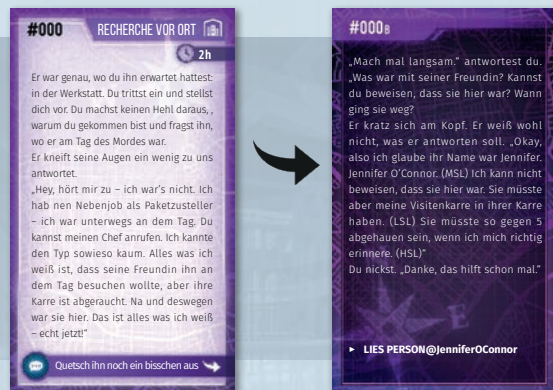 #000 RECHERCHE VOR ORT
2h
Er war genau, wo du ihn erwartet hattest:
in der Werkstatt. Du trittst ein und stellst
dich vor. Du machst keinen Hehl daraus, ,
warum du gekommen bist und fragst ihn,
wo er am Tag des Mordes war.
Er kneift seine Augen ein wenig zu uns
antwortet.
„Hey, hört mir zu – ich war's nicht. Ich
hab nen Nebenjob als Paketzusteller
– ich war unterwegs an dem Tag. Du
kannst meinen Chef anrufen. Ich kannte
den Typ sowieso kaum. Alles was ich
weiß ist, dass seine Freundin ihn an
dem Tag besuchen wollte, aber ihre
Karre ist abgeraucht. Na und deswegen
war sie hier. Das ist alles was ich weiß
– echt jetzt!"
Quetsch ihn noch ein bisschen aus
#000B
„Mach mal langsam." antwortest du.
„Was war mit seiner Freundin? Kannst
du beweisen, dass sie hier war? Wann
ging sie weg?
Er kratz sich am Kopf. Er weiß wohl
nicht, was er antworten soll. „Okay,
also ich glaube ihr Name war Jennifer.
Jennifer O'Connor. (MSL) Ich kann nicht
beweisen, dass sie hier war. Sie müsste
aber meine Visitenkarte in ihrer Karre
haben. (LSL) Sie müsste so gegen 5
abgehauen sein, wenn ich mich richtig
erinnere. (HSL)"
Du nickst. „Danke, das hilft schon mal."
► LIES PERSON@JenniferOConnor